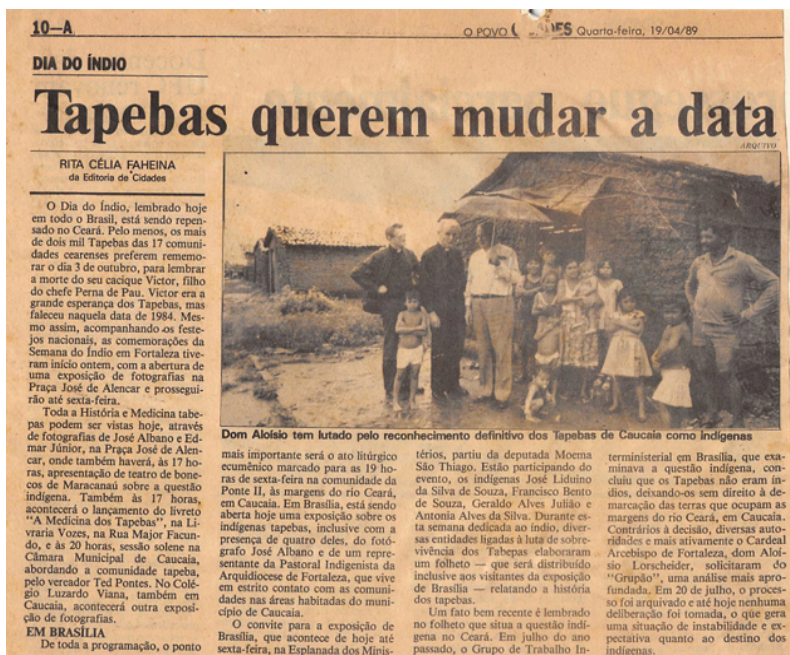 10—A
O POVO
DES Quarta-feira, 19/04/89
DIA DO ÍNDIO
Tapebas querem mudar a data
ARQUIVO
RITA CÉLIA FAHEINA
da Editoria de Cidades
O Dia do Índio, lembrado hoje
em todo o Brasil, está sendo repen-
sado no Ceará. Pelo menos, os mais
de dois mil Tapebas das 17 comuni-
dades cearenses preferem rememo-
rar o dia 3 de outubro, para lembrar
a morte do seu cacique Victor, filho
do chefe Perna de Pau. Victor era a
grande esperança dos Tapebas, mas
faleceu naquela data de 1984. Mes-
mo assim, acompanhando os feste-
jos nacionais, as comemorações da
Semana do Índio em Fortaleza tive-
ram início ontem, com a abertura de
uma exposição de fotografias na
Praça José de Alencar e prossegui-
rão até sexta-feira.
Toda a História e Medicina tabe-
pas podem ser vistas hoje, através
de fotografias de José Albano e Ed-
mar Júnior, na Praça José de Alen-
car, onde também haverá, às 17 ho-
ras, apresentação de teatro de bone-
cos de Maracanaú sobre a questão
indígena. Também às 17 horas,
acontecerá o lançamento do livreto
"A Medicina dos Tapebas", na Li-
vraria Vozes, na Rua Major Facun-
do, e às 20 horas, sessão solene na
Câmara Municipal de Caucaia,
abordando a comunidade tapeba,
pelo vereador Ted Pontes. No Colé-
gio Luzardo Viana, também em
Caucaia, acontecerá outra exposi-
ção de fotografias.
EM BRASÍLIA
De toda a programação, o ponto
Dom Aloísio tem lutado pelo reconhecimento definitivo dos Tapebas de Caucaia como indígenas
mais importante será o ato litúrgico
ecumênico marcado para as 19 horas
de sexta-feira na comunidade da
Ponte II, às margens do rio Ceará,
em Caucaia. Em Brasília, está sendo
aberta hoje uma exposição sobre os
indígenas tapebas, inclusive com a
presença de quatro deles, do fotó-
grafo José Albano e de um repre-
sentante da Pastoral Indigenista da
Arquidiocese de Fortaleza, que vive
em estrito contato com as comuni-
dades nas áreas habitadas do muni-
cípio de Caucaia.
O convite para a exposição de
Brasília, que acontece de hoje até
sexta-feira, na Esplanada dos Minis-
térios, partiu da deputada Moema
São Thiago. Estão participando do
evento, os indígenas José Liduino
da Silva de Souza, Francisco Bento
de Souza, Geraldo Alves Julião e
Antonia Alves da Silva. Durante es-
ta semana dedicada ao índio, diver-
sas entidades ligadas à luta de sobre-
vivência dos Tabepas elaboraram
um folheto — que será distribuído
inclusive aos visitantes da exposição
de Brasília — relatando a história
dos tapebas.
Um fato bem recente é lembrado
no folheto que situa a questão indí-
gena no Ceará. Em julho do ano
passado, o Grupo de Trabalho In-
terministerial em Brasília, que exa-
minava a questão indígena, con-
cluiu que os Tapebas não eram ín-
dios, deixando-os sem direito à de-
marcação das terras que ocupam as
margens do rio Ceará, em Caucaia.
Contrários à decisão, diversas auto-
ridades e mais ativamente o Cardeal
Arcebispo de Fortaleza, dom Aloí-
sio Lorscheider, solicitaram do
"Grupão", uma análise mais apro-
fundada. Em 20 de julho, o proces-
so foi arquivado e até hoje nenhuma
deliberação foi tomada, o que gera
uma situação de instabilidade e ex-
pectativa quanto ao destino dos
indígenas.